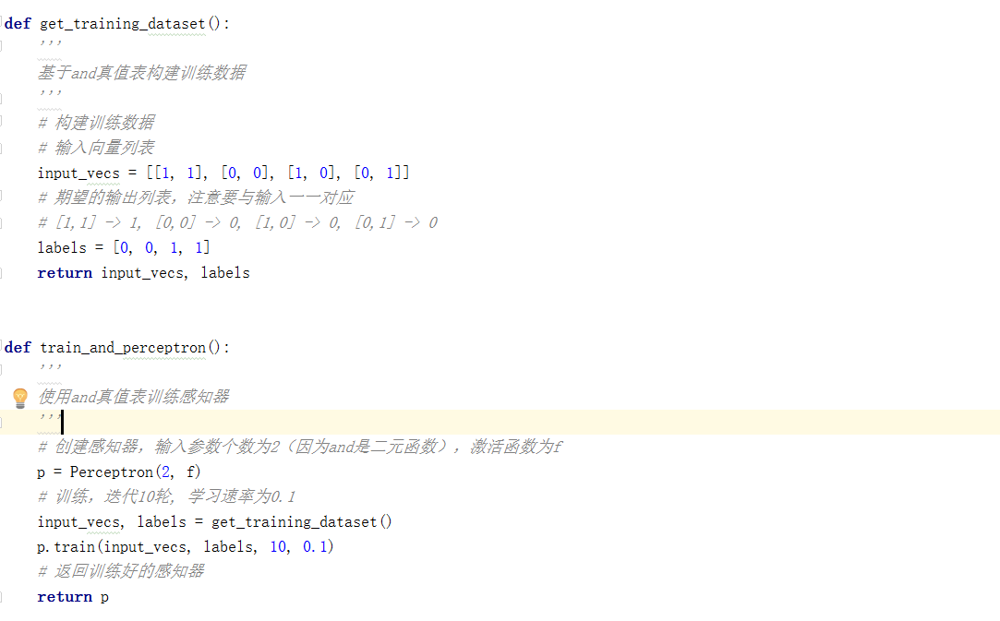 def get_training_dataset():
'''
基于and真值表构建训练数据
'''
# 构建训练数据
# 输入向量列表
input_vecs = [[1, 1], [0, 0], [1, 0], [0, 1]]
# 期望的输出列表，注意要与输入一一对应
# [1,1] -> 1, [0,0] -> 0, [1,0] -> 0, [0,1] -> 0
labels = [0, 0, 1, 1]
return input_vecs, labels
def train_and_perceptron():
'''
使用and真值表训练感知器
'''
# 创建感知器，输入参数个数为2（因为and是二元函数），激活函数为f
p = Perceptron(2, f)
# 训练，迭代10轮, 学习速率为0.1
input_vecs, labels = get_training_dataset()
p.train(input_vecs, labels, 10, 0.1)
# 返回训练好的感知器
return p